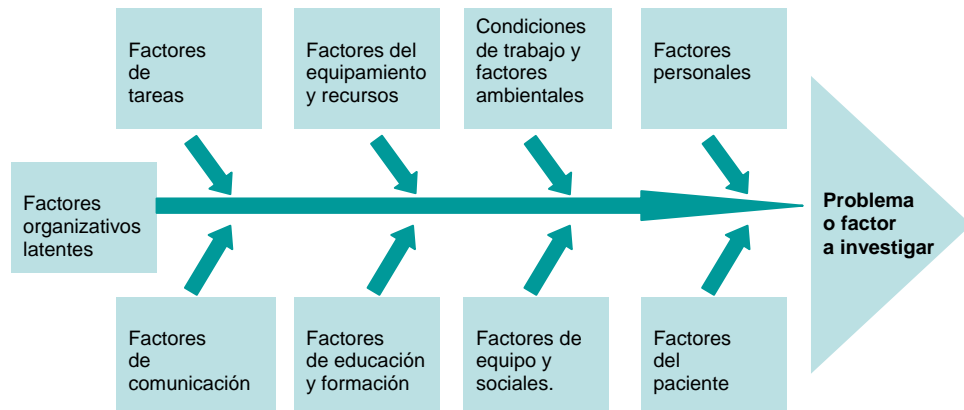 Factores
de
tareas
Factores del
equipamiento
y recursos
Condiciones
de trabajo y
factores
ambientales
Factores
personales
Factores
organizativos
latentes
Problema
o factor
a investigar
Factores
de
comunicación
Factores
de educación
y formación
Factores de
equipo y
sociales.
Factores
del
paciente